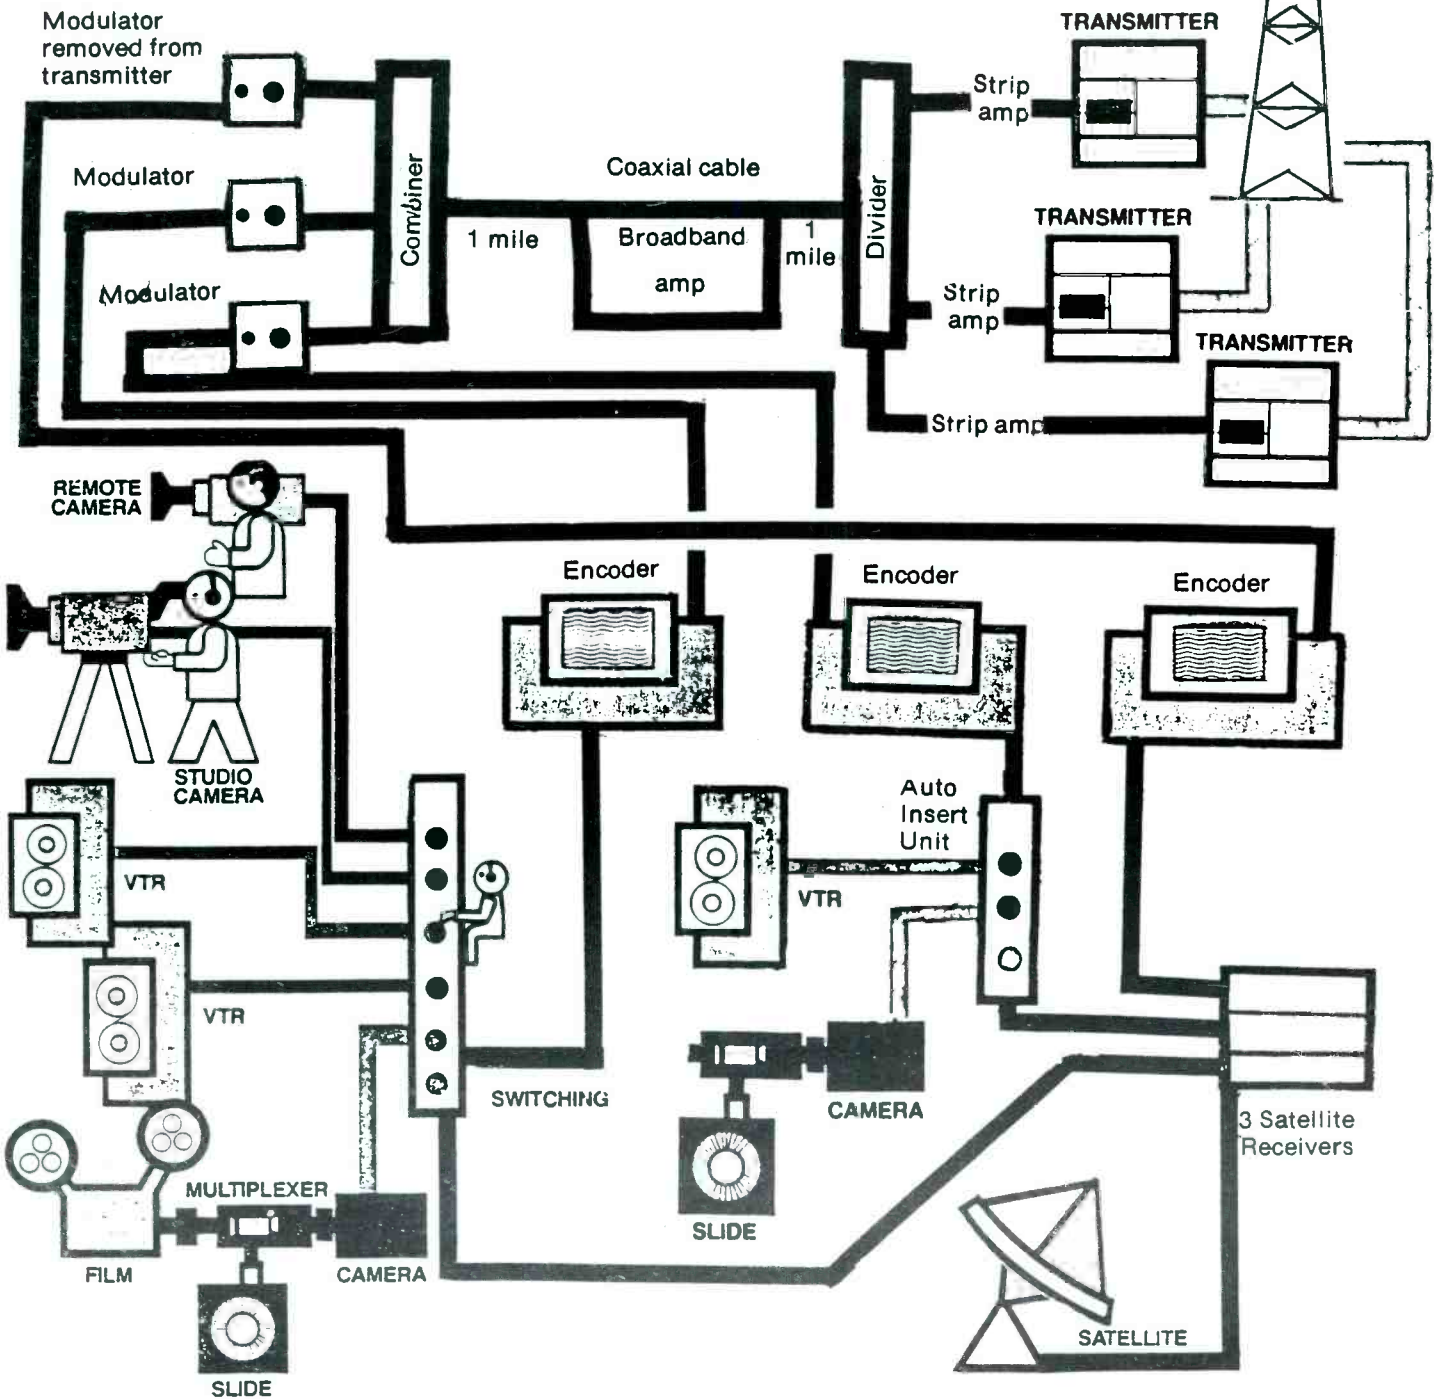 Modulator
removed from
transmitter
TRANSMITTER
Strip
amp
Modulator
Combiner
Coaxial cable
Divider
1 mile
Broadband
amp
1
mile
TRANSMITTER
Modulator
Strip
amp
TRANSMITTER
Strip amp
REMOTE
CAMERA
Encoder
Encoder
Encoder
STUDIO
CAMERA
Auto
Insert
Unit
VTR
VTR
VTR
SWITCHING
CAMERA
3 Satellite
Receivers
MULTIPLEXER
SLIDE
FILM
CAMERA
SATELLITE
SLIDE